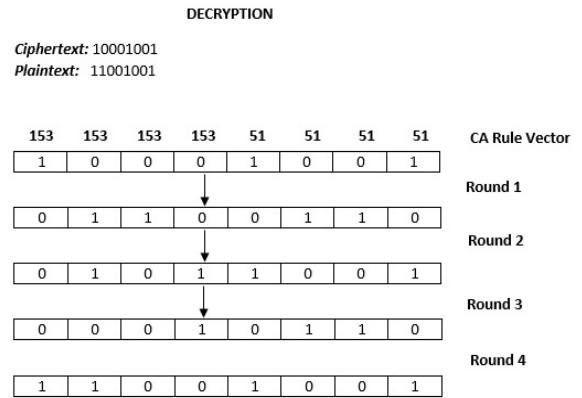 DECRYPTION
Ciphertext: 10001001
Plaintext: 11001001
153 153 153 153 51 51 51 51 CA Rule Vector
1 0 0 0 1 0 0 1
Round 1
0 1 1 0 0 1 1 0
Round 2
0 1 0 1 1 0 0 1
Round 3
0 0 0 1 0 1 1 0
Round 4
1 1 0 0 1 0 0 1